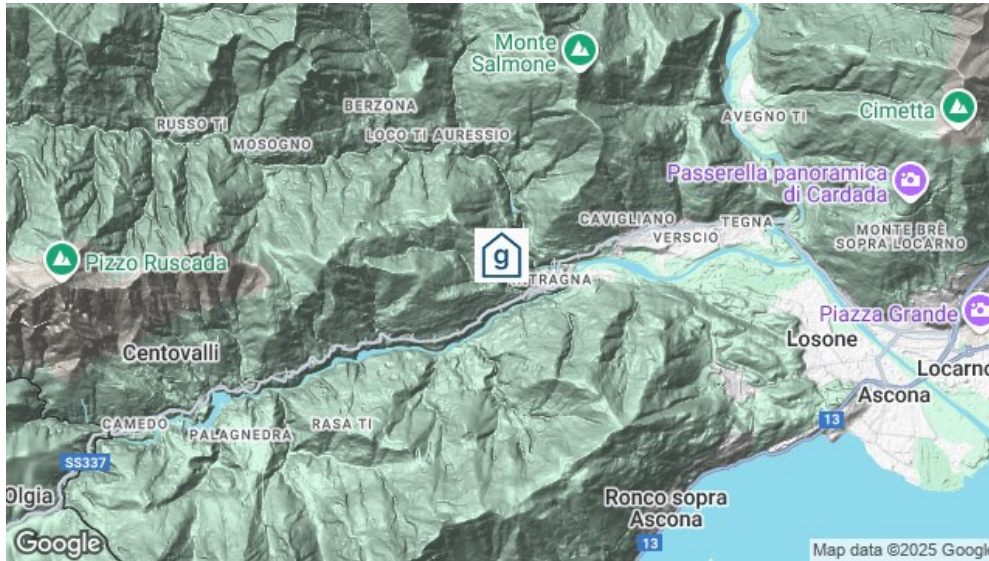 Monte
Salmone
BERZONA
RUSSO TI
MOSOGNO
LOCO TI AURESSIO
AVEGNO TI
Cimetta
Passerella panoramica
di Cardada
CAVIGLIANO
TEGNA
VERSCIO
MONTE BRÈ
SOPRA LOCARNO
Pizzo Ruscada
g
Piazza Grande
Losone
Centovalli
Locarno
Ascona
13
CAMEDO
PALAGNEDRA
RASA TI
SS337
Olgia
Ronco sopra
Ascona
13
Google
Map data ©2025 Google